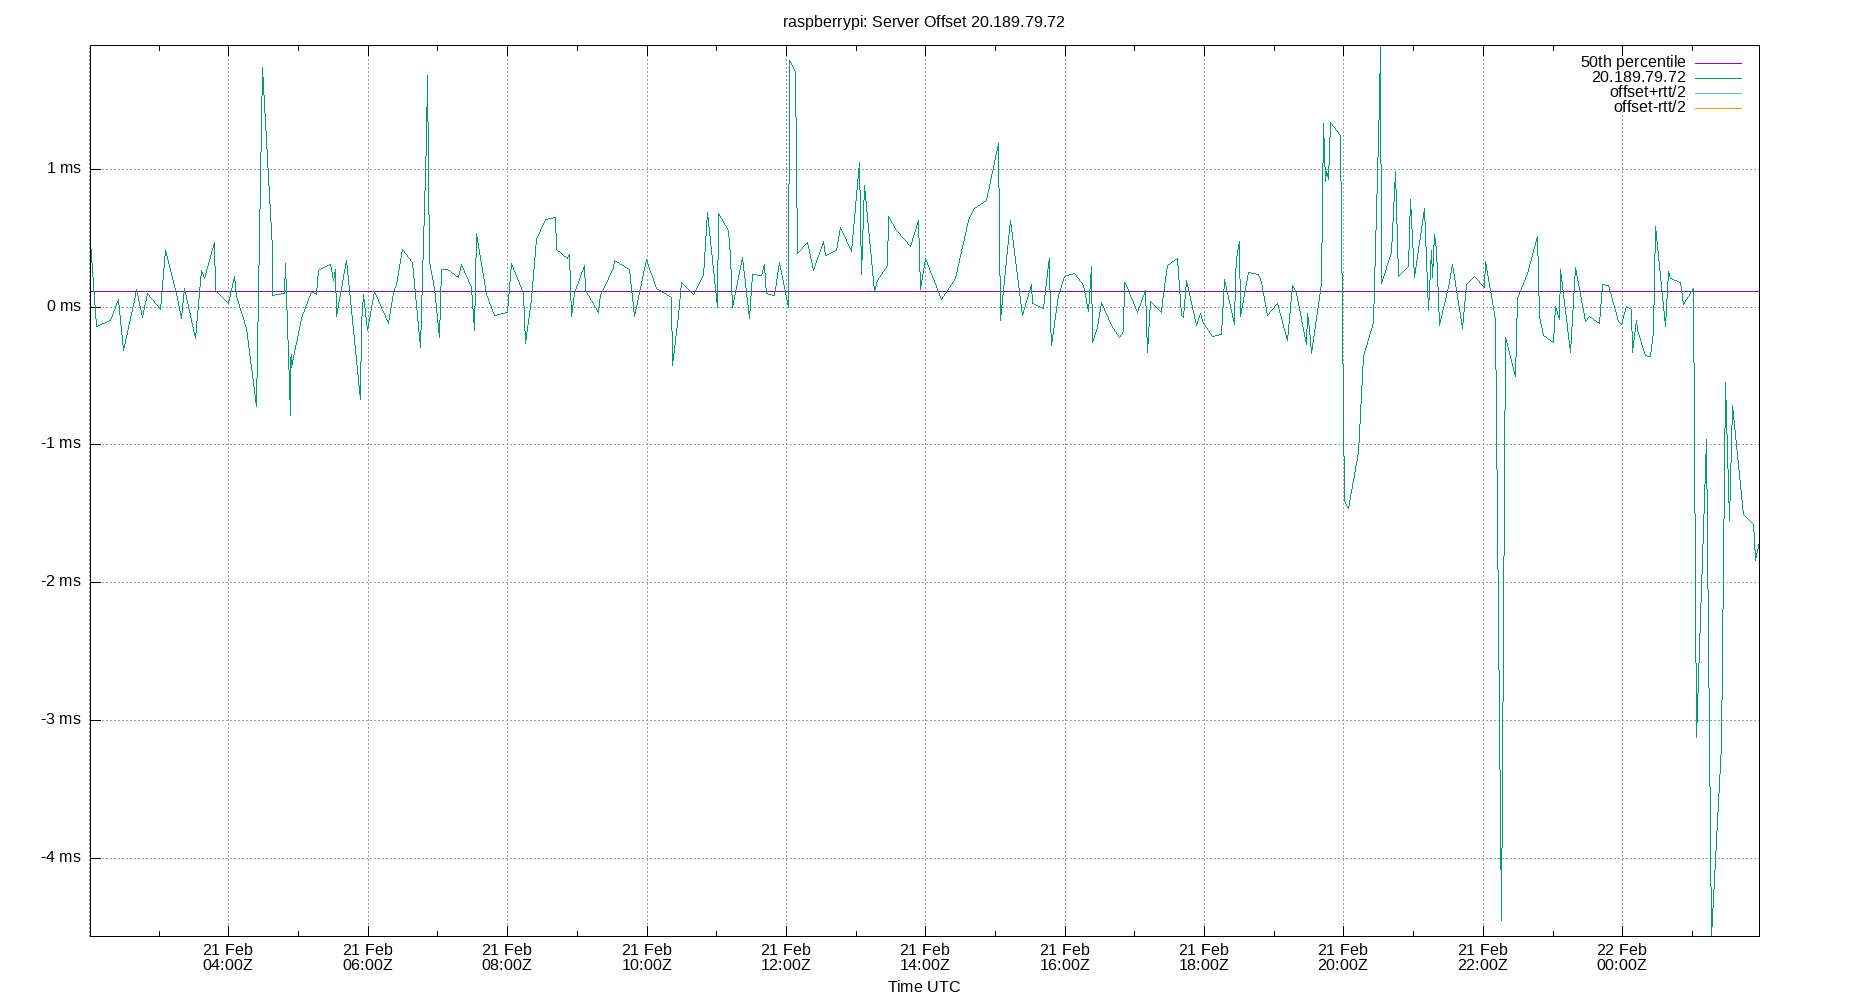 raspberrypi: Server Offset 20.189.79.72
50th percentile
20.189.79.72
offset+rtt/2
offset-rtt/2
1 ms
0 ms
-1 ms
-2 ms
-3 ms
-4 ms
21 Feb 21 Feb 21 Feb 21 Feb 21 Feb 21 Feb 21 Feb 21 Feb 21 Feb 21 Feb 22 Feb
04:00Z 06:00Z 08:00Z 10:00Z 12:00Z 14:00Z 16:00Z 18:00Z 20:00Z 22:00Z 00:00Z
Time UTC